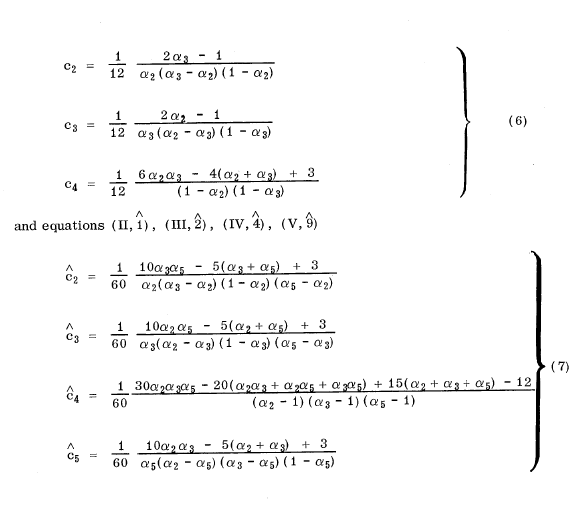 c₂ = 1/12 (2α₃ − 1)/(α₂(α₃ − α₂)(1 − α₂))
c₃ = 1/12 (2α₂ − 1)/(α₃(α₂ − α₃)(1 − α₃)) (6)
c₄ = 1/12 (6α₂α₃ − 4(α₂ + α₃) + 3)/((1 − α₂)(1 − α₃))
and equations (II, 1̂), (III, 2̂), (IV, 4̂), (V, 9̂)
ĉ₂ = 1/60 (10α₃α₅ − 5(α₃ + α₅) + 3)/(α₂(α₃ − α₂)(1 − α₂)(α₅ − α₂))
ĉ₃ = 1/60 (10α₂α₅ − 5(α₂ + α₅) + 3)/(α₃(α₂ − α₃)(1 − α₃)(α₅ − α₃))
ĉ₄ = 1/60 (30α₂α₃α₅ − 20(α₂α₃ + α₂α₅ + α₃α₅) + 15(α₂ + α₃ + α₅) − 12)/((α₂ − 1)(α₃ − 1)(α₅ − 1)) (7)
ĉ₅ = 1/60 (10α₂α₃ − 5(α₂ + α₃) + 3)/(α₅(α₂ − α₅)(α₃ − α₅)(1 − α₅))